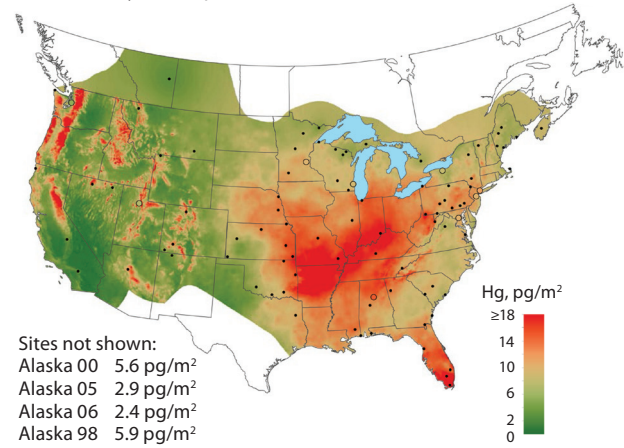 Hg, pg/m²
≥18
14
10
6
2
0
Sites not shown:
Alaska 00 5.6 pg/m²
Alaska 05 2.9 pg/m²
Alaska 06 2.4 pg/m²
Alaska 98 5.9 pg/m²